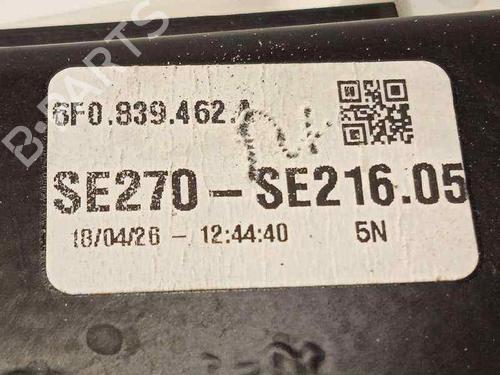 B-PARTS
6F0.839.462.A
SE270-SE216.05
18/04/26 - 12:44:40 5N